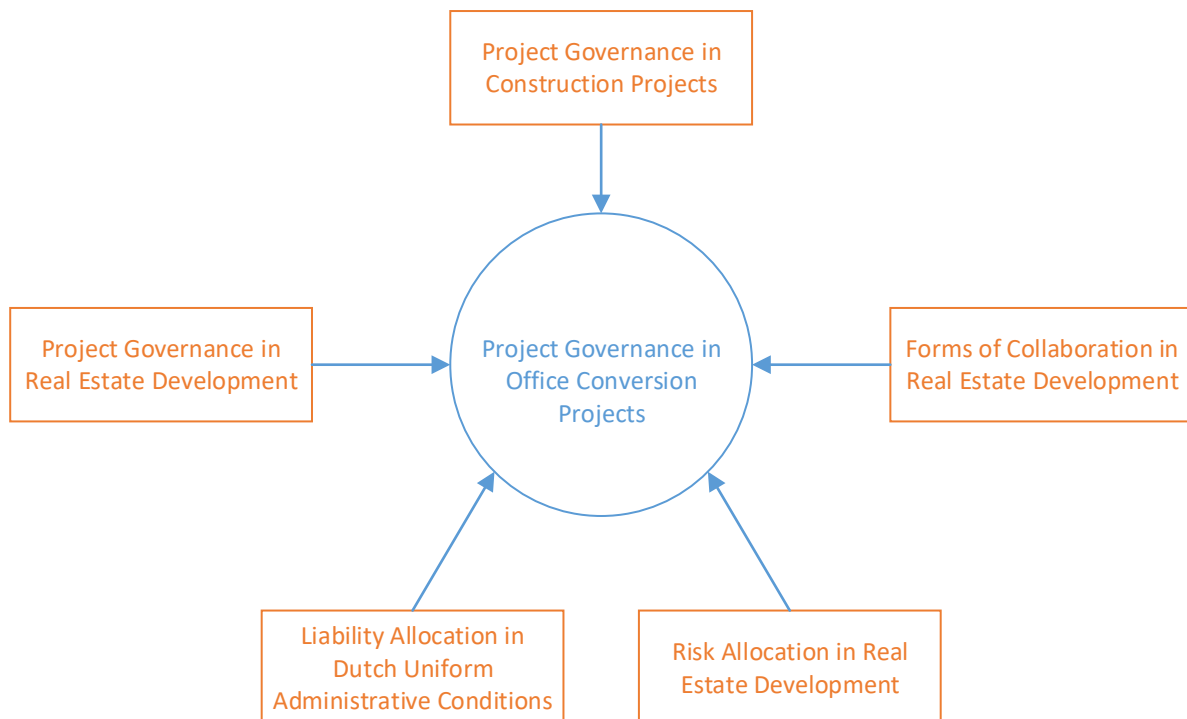 Project Governance in
Construction Projects
Project Governance in
Real Estate Development
Project Governance in
Office Conversion
Projects
Forms of Collaboration in
Real Estate Development
Liability Allocation in
Dutch Uniform
Administrative Conditions
Risk Allocation in Real
Estate Development